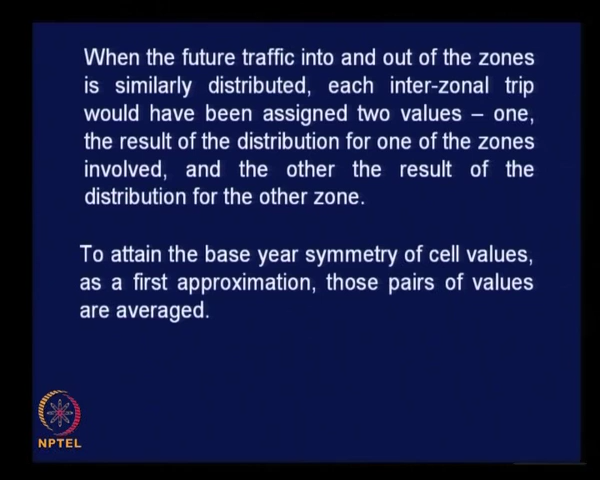 When the future traffic into and out of the zones
is similarly distributed, each inter-zonal trip
would have been assigned two values – one,
the result of the distribution for one of the zones
involved, and the other the result of the
distribution for the other zone.
To attain the base year symmetry of cell values,
as a first approximation, those pairs of values
are averaged.
NPTEL